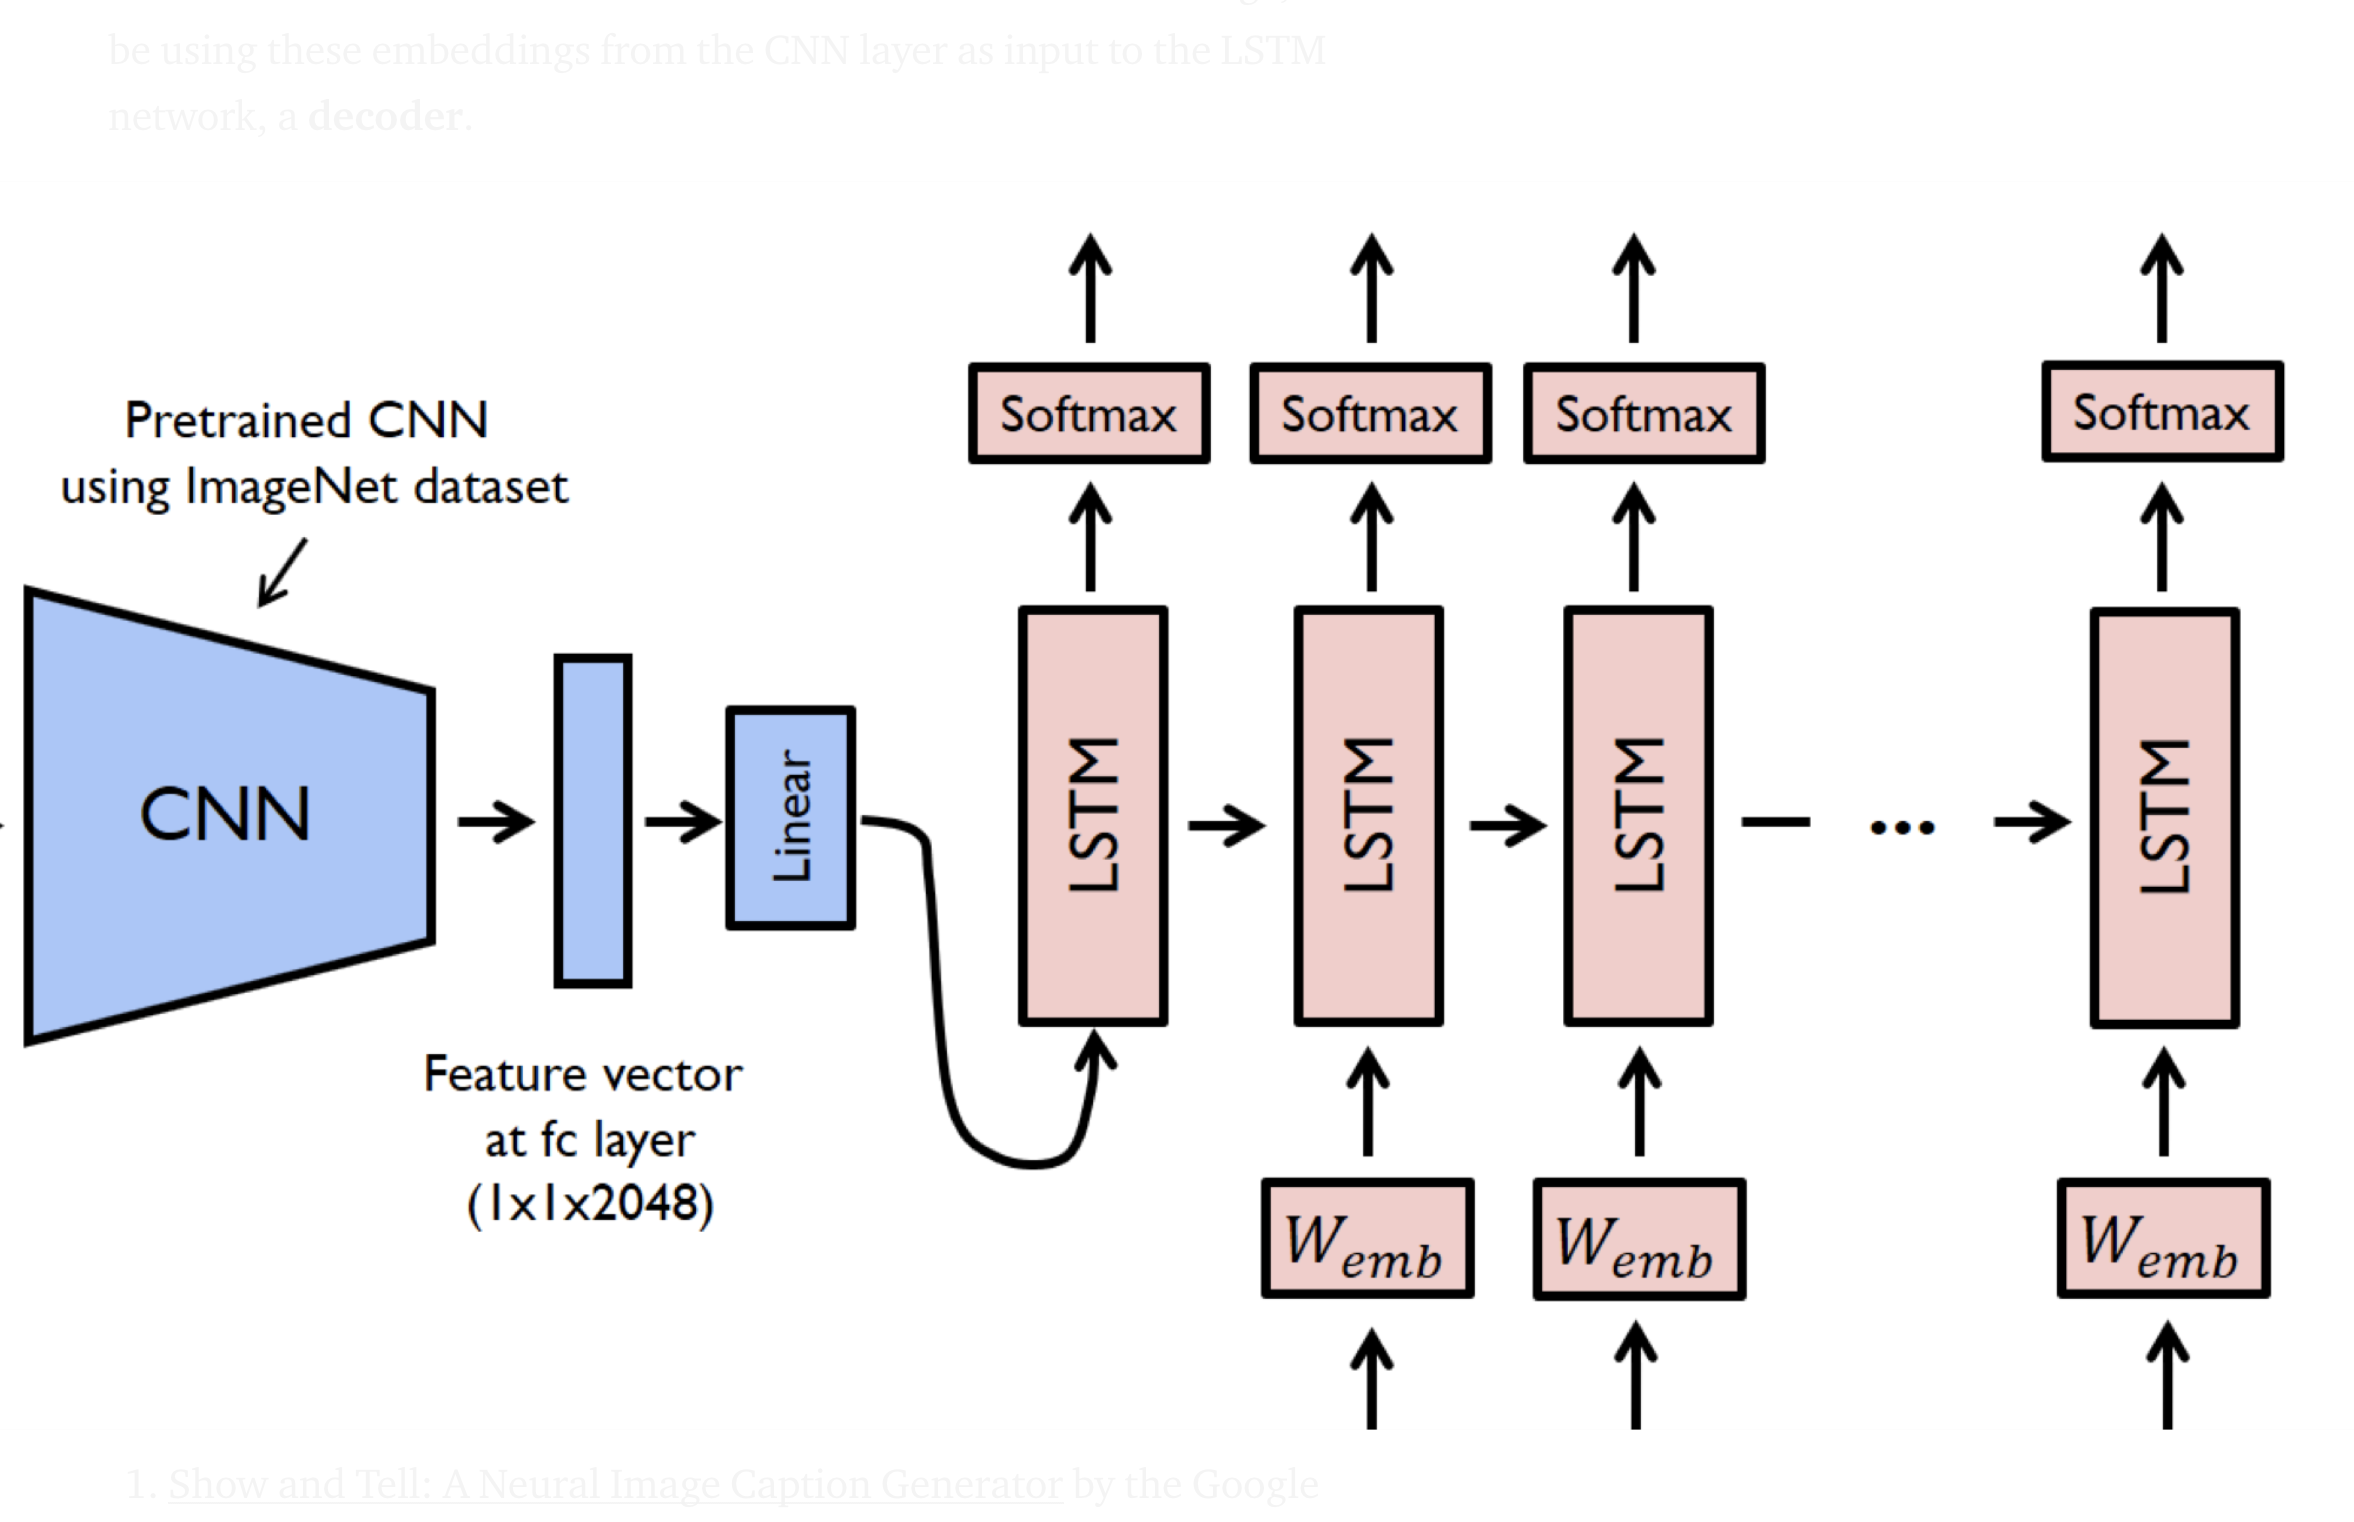 be using these embeddings from the CNN layer as input to the LSTM
network, a decoder.
Softmax
Softmax
Softmax
Softmax
Pretrained CNN
using ImageNet dataset
CNN
Linear
LSTM
LSTM
LSTM
...
LSTM
Feature vector
at fc layer
(1x1x2048)
W_emb
W_emb
W_emb
1. Show and Tell: A Neural Image Caption Generator by the Google